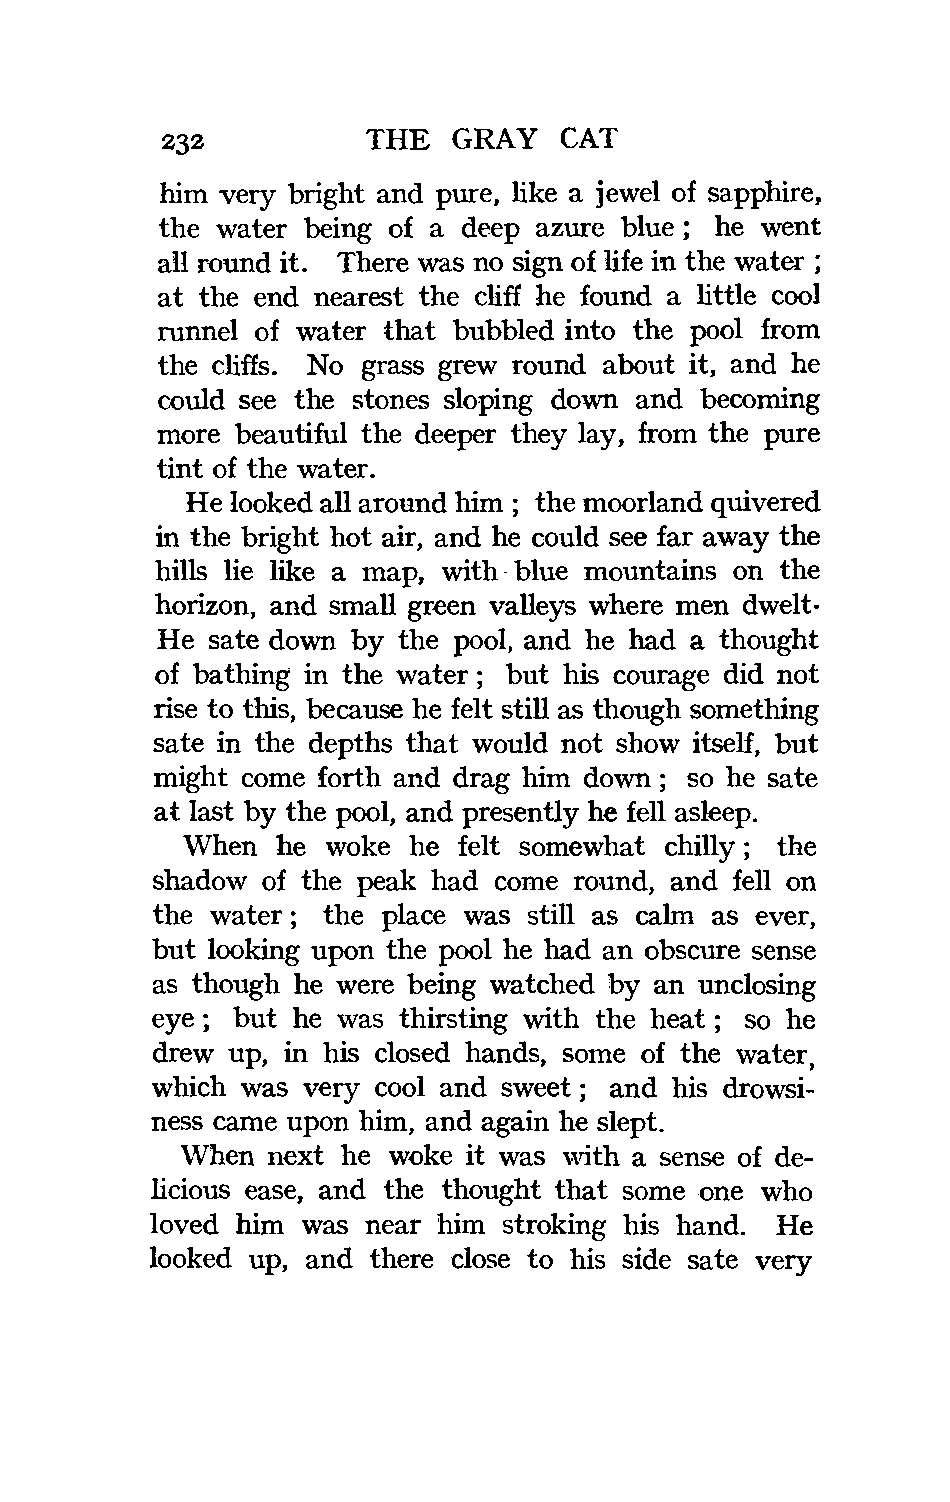 232 THE GRAY CAT
him very bright and pure, like a jewel of sapphire,
the water being of a deep azure blue ; he went
all round it. There was no sign of life in the water ;
at the end nearest the cliff he found a little cool
runnel of water that bubbled into the pool from
the cliffs. No grass grew round about it, and he
could see the stones sloping down and becoming
more beautiful the deeper they lay, from the pure
tint of the water.
He looked all around him ; the moorland quivered
in the bright hot air, and he could see far away the
hills lie like a map, with blue mountains on the
horizon, and small green valleys where men dwelt.
He sate down by the pool, and he had a thought
of bathing in the water ; but his courage did not
rise to this, because he felt still as though something
sate in the depths that would not show itself, but
might come forth and drag him down ; so he sate
at last by the pool, and presently he fell asleep.
When he woke he felt somewhat chilly ; the
shadow of the peak had come round, and fell on
the water ; the place was still as calm as ever,
but looking upon the pool he had an obscure sense
as though he were being watched by an unclosing
eye ; but he was thirsting with the heat ; so he
drew up, in his closed hands, some of the water,
which was very cool and sweet ; and his drowsi-
ness came upon him, and again he slept.
When next he woke it was with a sense of de-
licious ease, and the thought that some one who
loved him was near him stroking his hand. He
looked up, and there close to his side sate very